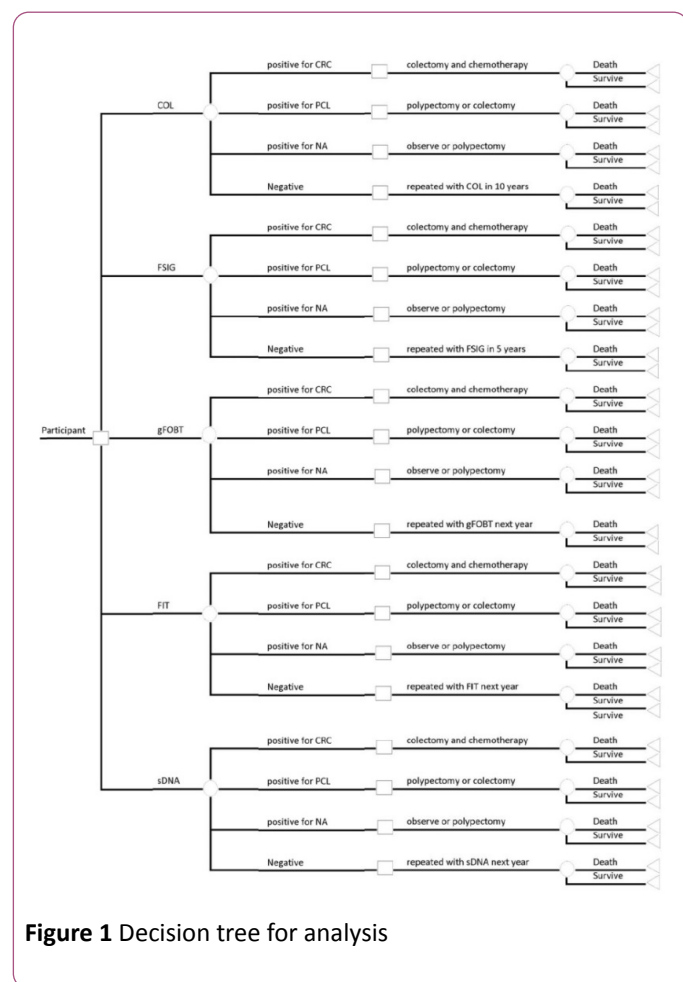 positive for CRC colectomy and chemotherapy Death
Survive
COL positive for PCL polypectomy or colectomy Death
Survive
positive for NA observe or polypectomy Death
Survive
Negative repeated with COL in 10 years Death
Survive
positive for CRC colectomy and chemotherapy Death
Survive
FSIG positive for PCL polypectomy or colectomy Death
Survive
positive for NA observe or polypectomy Death
Survive
Negative repeated with FSIG in 5 years Death
Survive
positive for CRC colectomy and chemotherapy Death
Survive
Participant gFOBT positive for PCL polypectomy or colectomy Death
Survive
positive for NA observe or polypectomy Death
Survive
Negative repeated with gFOBT next year Death
Survive
positive for CRC colectomy and chemotherapy Death
Survive
FIT positive for PCL polypectomy or colectomy Death
Survive
positive for NA observe or polypectomy Death
Survive
Negative repeated with FIT next year Death
Survive
Survive
positive for CRC colectomy and chemotherapy Death
Survive
sDNA positive for PCL polypectomy or colectomy Death
Survive
positive for NA observe or polypectomy Death
Survive
Negative repeated with sDNA next year Death
Survive
Figure 1 Decision tree for analysis